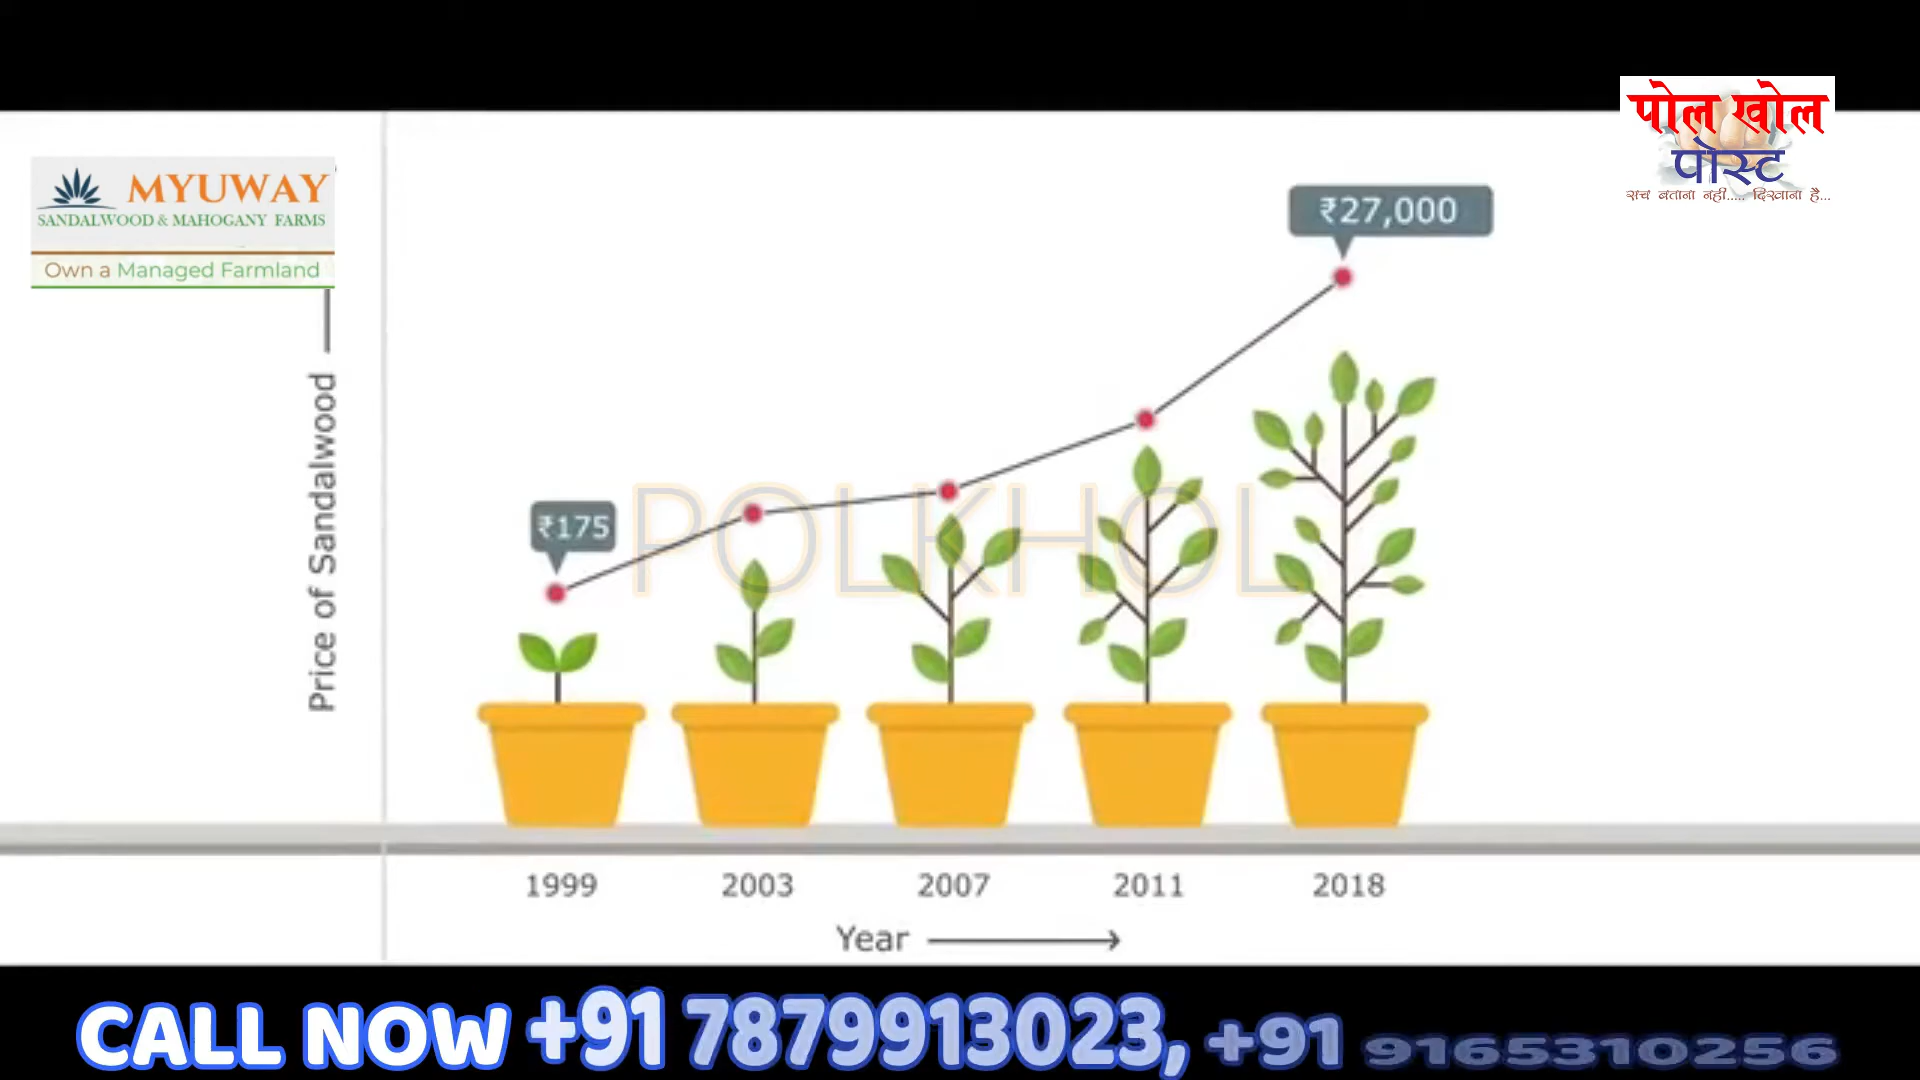 पोल खोल
पोस्ट
सच बताना नहीं..... दिखाना है...
MYUWAY
SANDALWOOD & MAHOGANY FARMS
Own a Managed Farmland
₹27,000
₹175
Price of Sandalwood
POLKHOL
1999 2003 2007 2011 2018
Year
CALL NOW +91 7879913023, +91 9165310256